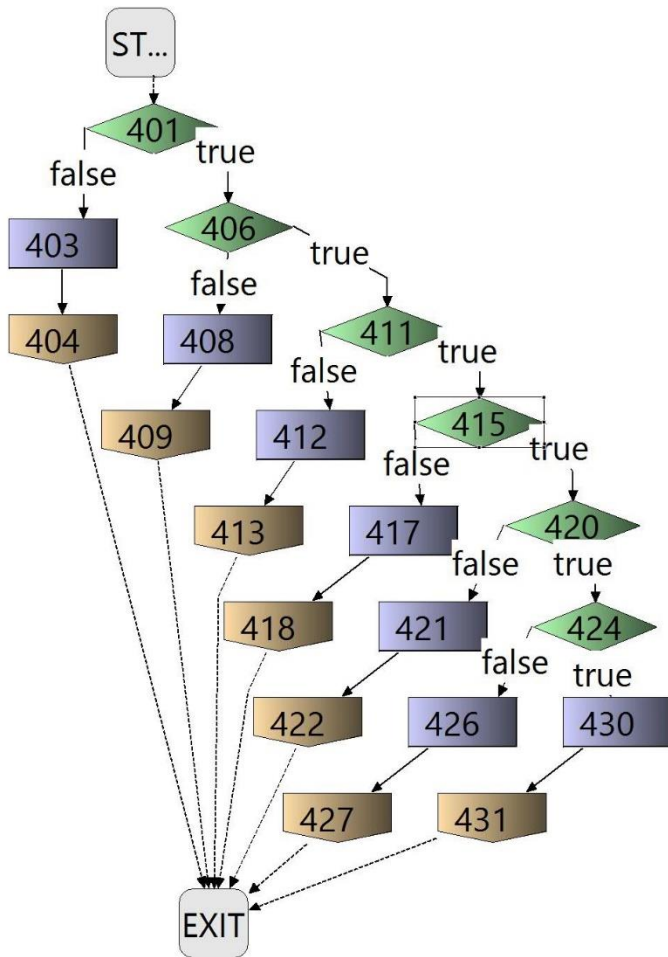 ST...
401
true
false
403
406
true
false
404
408
411
true
false
409
412
415
true
false
413
417
420
true
false
418
421
424
true
false
422
426
430
427
431
EXIT